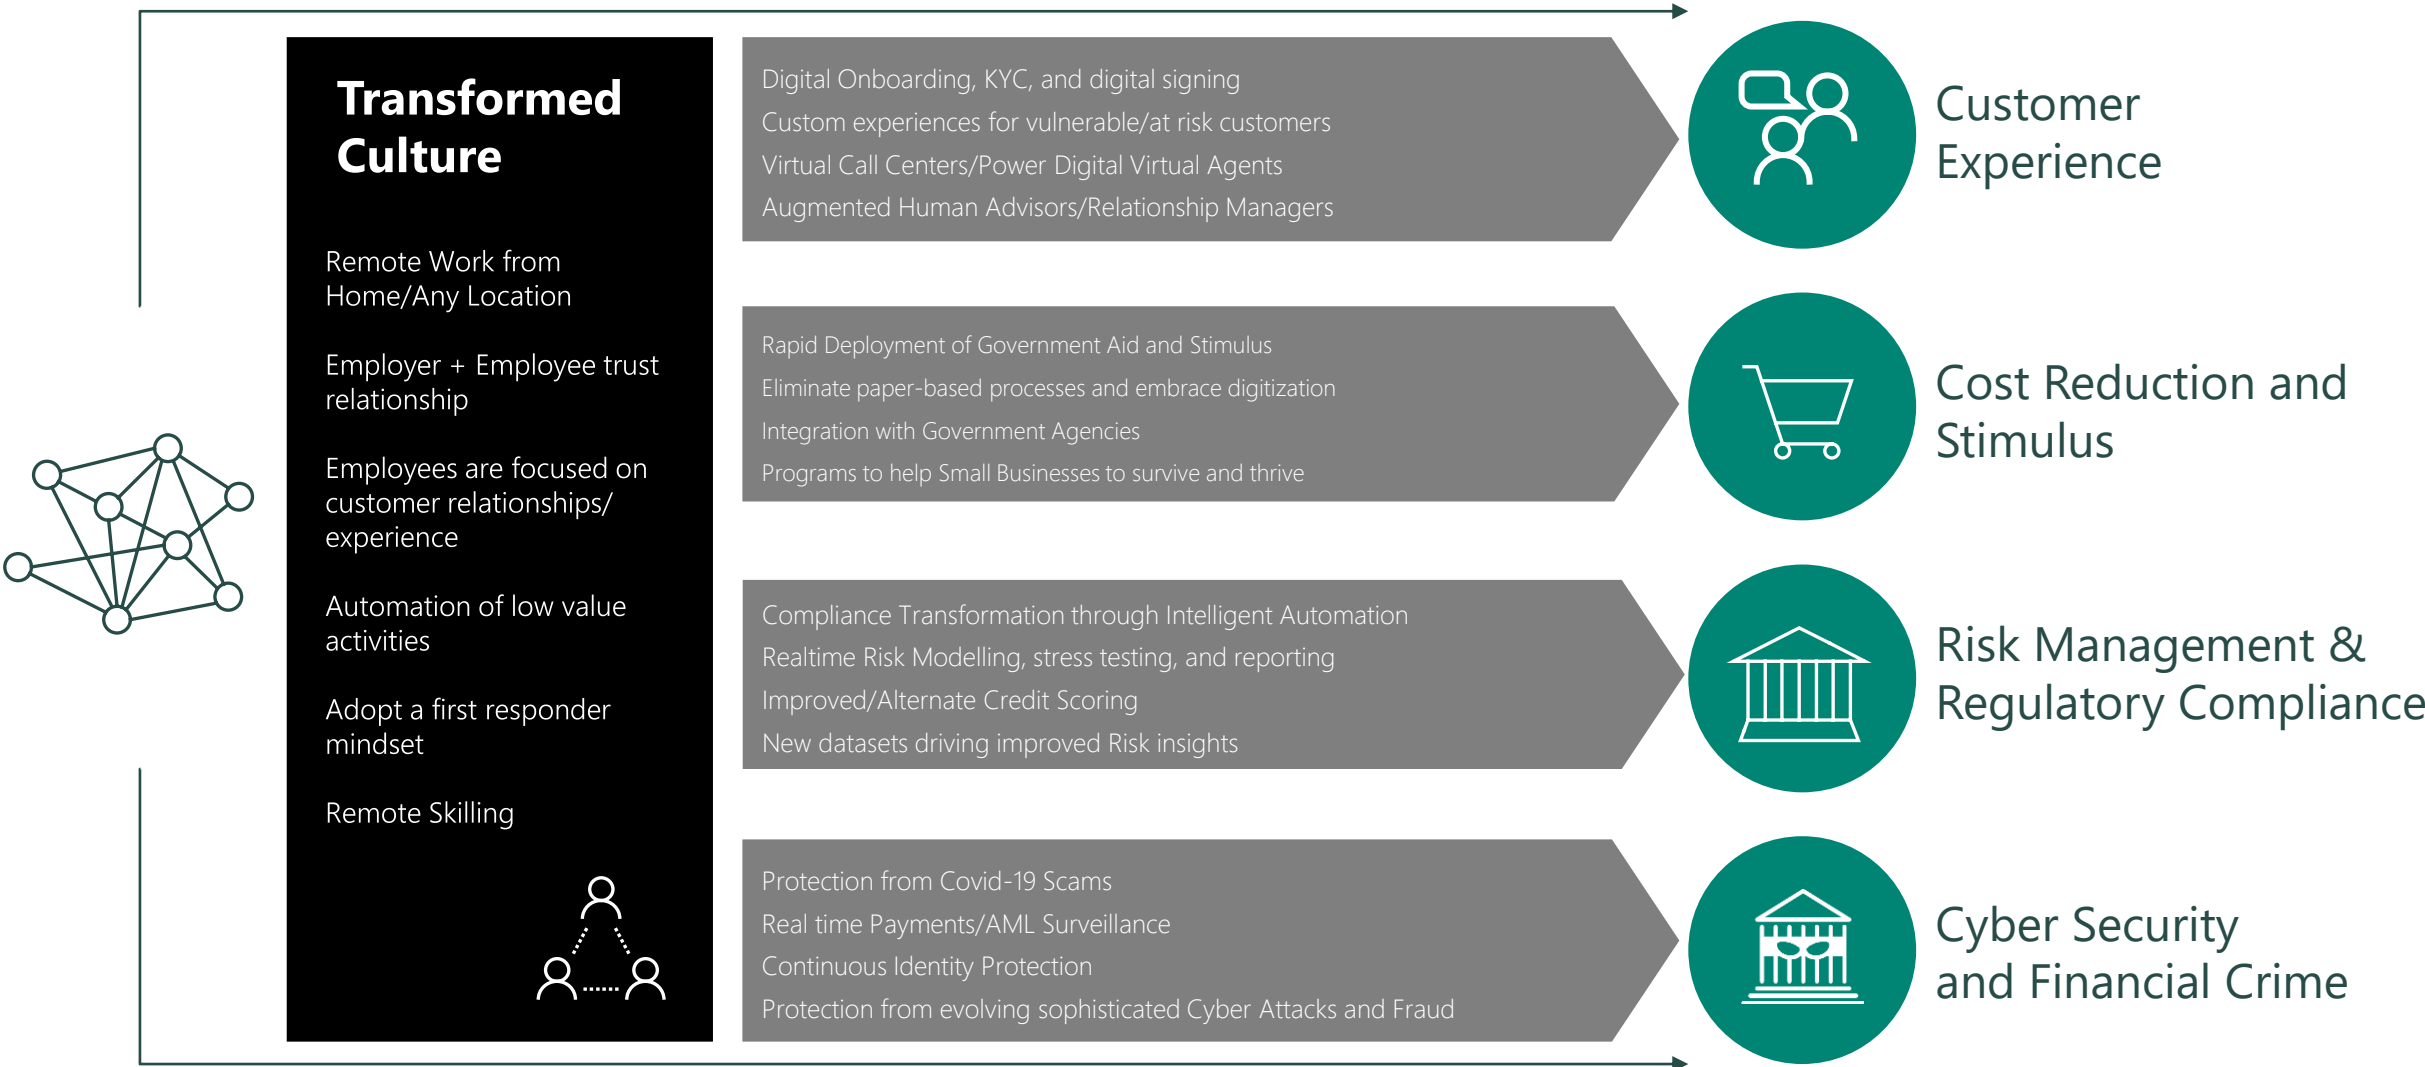 Transformed
Culture
Remote Work from
Home/Any Location
Employer + Employee trust
relationship
Employees are focused on
customer relationships/
experience
Automation of low value
activities
Adopt a first responder
mindset
Remote Skilling
Digital Onboarding, KYC, and digital signing
Custom experiences for vulnerable/at risk customers
Virtual Call Centers/Power Digital Virtual Agents
Augmented Human Advisors/Relationship Managers
Customer
Experience
Rapid Deployment of Government Aid and Stimulus
Eliminate paper-based processes and embrace digitization
Integration with Government Agencies
Programs to help Small Businesses to survive and thrive
Cost Reduction and
Stimulus
Compliance Transformation through Intelligent Automation
Realtime Risk Modelling, stress testing, and reporting
Improved/Alternate Credit Scoring
New datasets driving improved Risk insights
Risk Management &
Regulatory Compliance
Protection from Covid-19 Scams
Real time Payments/AML Surveillance
Continuous Identity Protection
Protection from evolving sophisticated Cyber Attacks and Fraud
Cyber Security
and Financial Crime